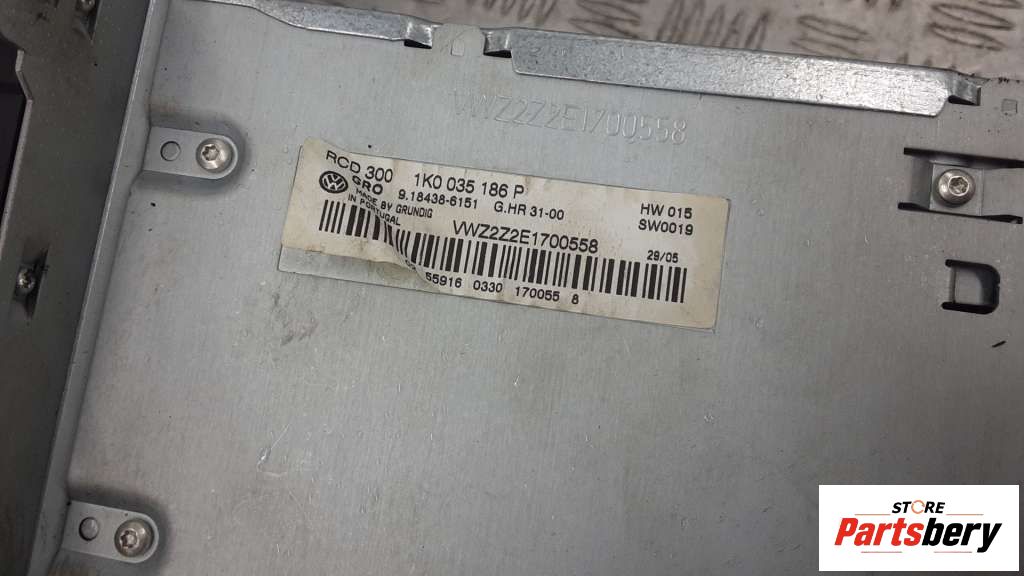 VWZ2Z2E1700558
RCD 300 1K0 035 186 P
GRO 9.18438-6151 G.HR 31-00 HW 015
MADE BY GRUNDIG SW0019
IN PORTUGAL
VWZ2Z2E1700558 29/05
55916 0330 170055 8
STORE
Partsbery